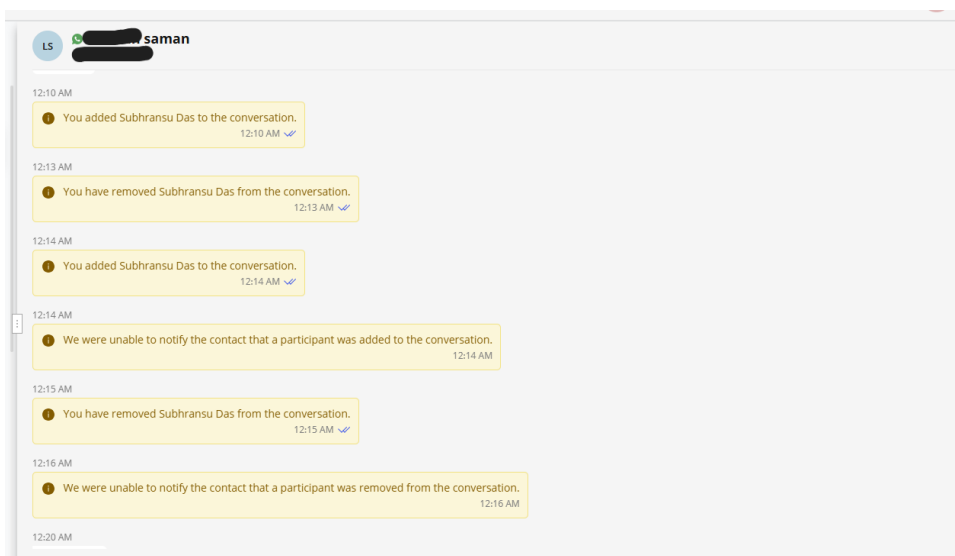 LS
saman
12:10 AM
You added Subhransu Das to the conversation.
12:10 AM
12:13 AM
You have removed Subhransu Das from the conversation.
12:13 AM
12:14 AM
You added Subhransu Das to the conversation.
12:14 AM
12:14 AM
We were unable to notify the contact that a participant was added to the conversation.
12:14 AM
12:15 AM
You have removed Subhransu Das from the conversation.
12:15 AM
12:16 AM
We were unable to notify the contact that a participant was removed from the conversation.
12:16 AM
12:20 AM